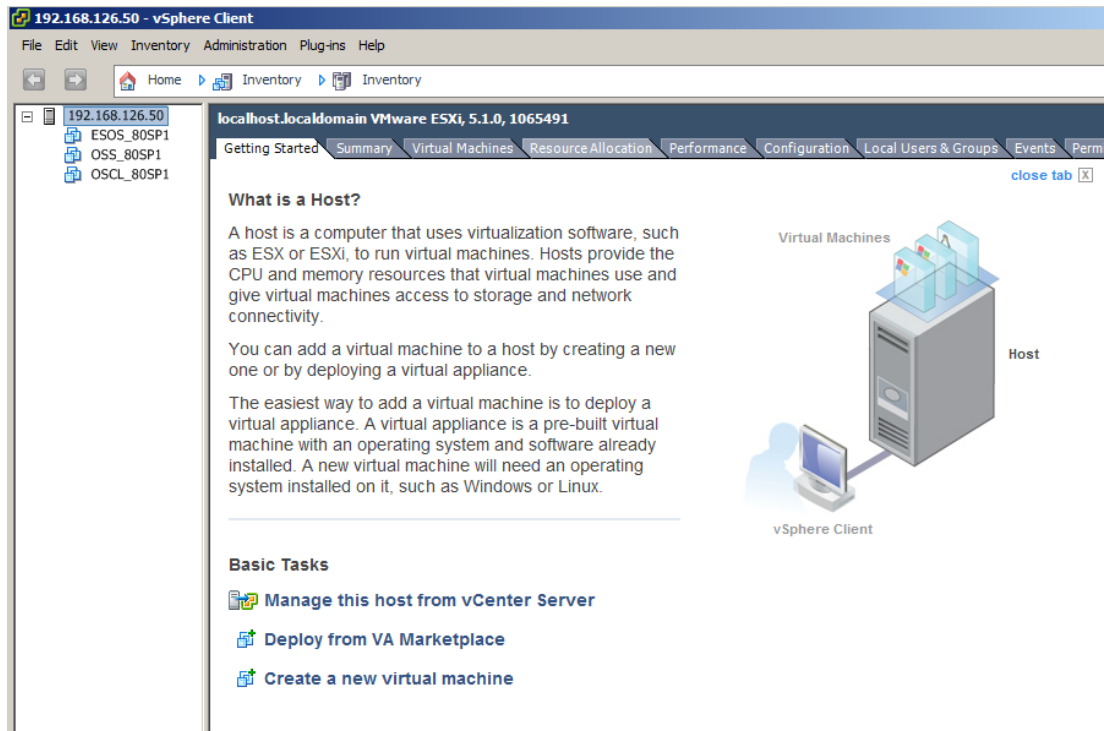 192.168.126.50 - vSphere Client
File Edit View Inventory Administration Plug-ins Help
Home Inventory Inventory
192.168.126.50
ESOS_80SP1
OSS_80SP1
OSCL_80SP1
localhost.localdomain VMware ESXi, 5.1.0, 1065491
Getting Started Summary Virtual Machines Resource Allocation Performance Configuration Local Users & Groups Events Perm
close tab X
What is a Host?
A host is a computer that uses virtualization software, such
as ESX or ESXi, to run virtual machines. Hosts provide the
CPU and memory resources that virtual machines use and
give virtual machines access to storage and network
connectivity.
You can add a virtual machine to a host by creating a new
one or by deploying a virtual appliance.
The easiest way to add a virtual machine is to deploy a
virtual appliance. A virtual appliance is a pre-built virtual
machine with an operating system and software already
installed. A new virtual machine will need an operating
system installed on it, such as Windows or Linux.
Virtual Machines
Host
vSphere Client
Basic Tasks
Manage this host from vCenter Server
Deploy from VA Marketplace
Create a new virtual machine